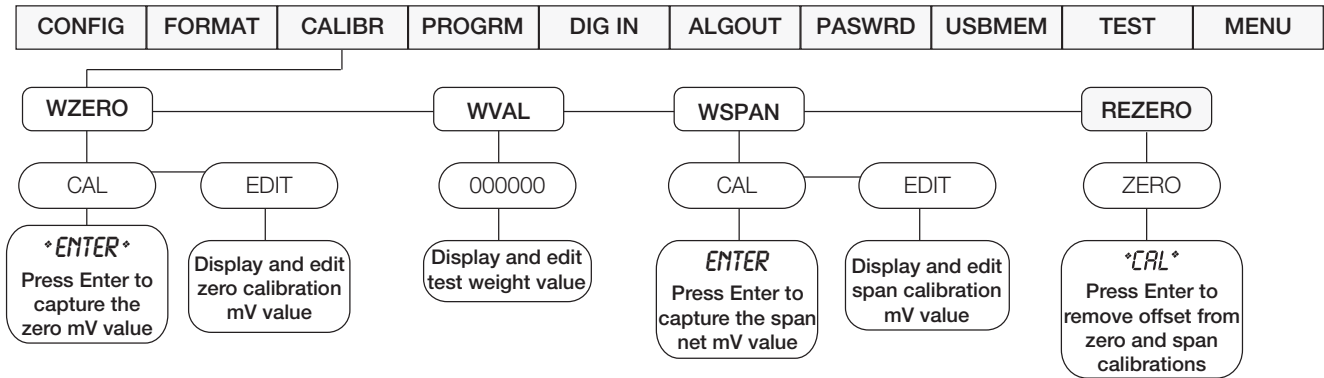 CONFIG FORMAT CALIBR PROGRM DIG IN ALGOUT PASWRD USBMEM TEST MENU
WZERO WVAL WSPAN REZERO
CAL EDIT 000000 CAL EDIT ZERO
*ENTER*
Press Enter to
capture the
zero mV value
Display and edit
zero calibration
mV value
Display and edit
test weight value
ENTER
Press Enter to
capture the span
net mV value
Display and edit
span calibration
mV value
*CAL*
Press Enter to
remove offset from
zero and span
calibrations